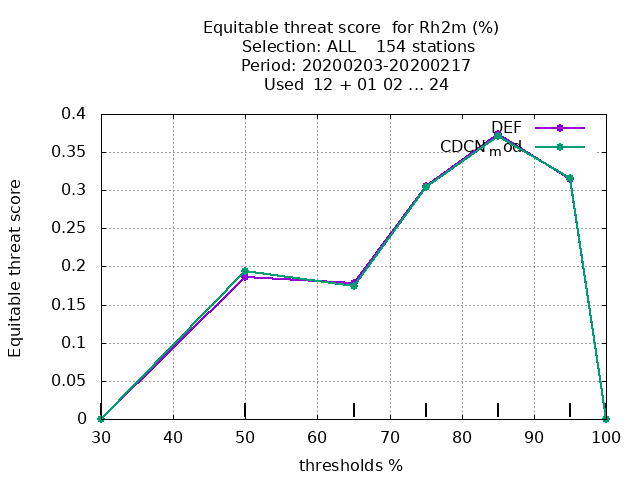 Equitable threat score  for Rh2m (%)
Selection: ALL    154 stations
Period: 20200203-20200217
Used  12 + 01 02 ... 24
0.4
0.35
0.3
0.25
0.2
0.15
0.1
0.05
0
Equitable threat score
DEF
CDCN_mod
30 40 50 60 70 80 90 100
thresholds %